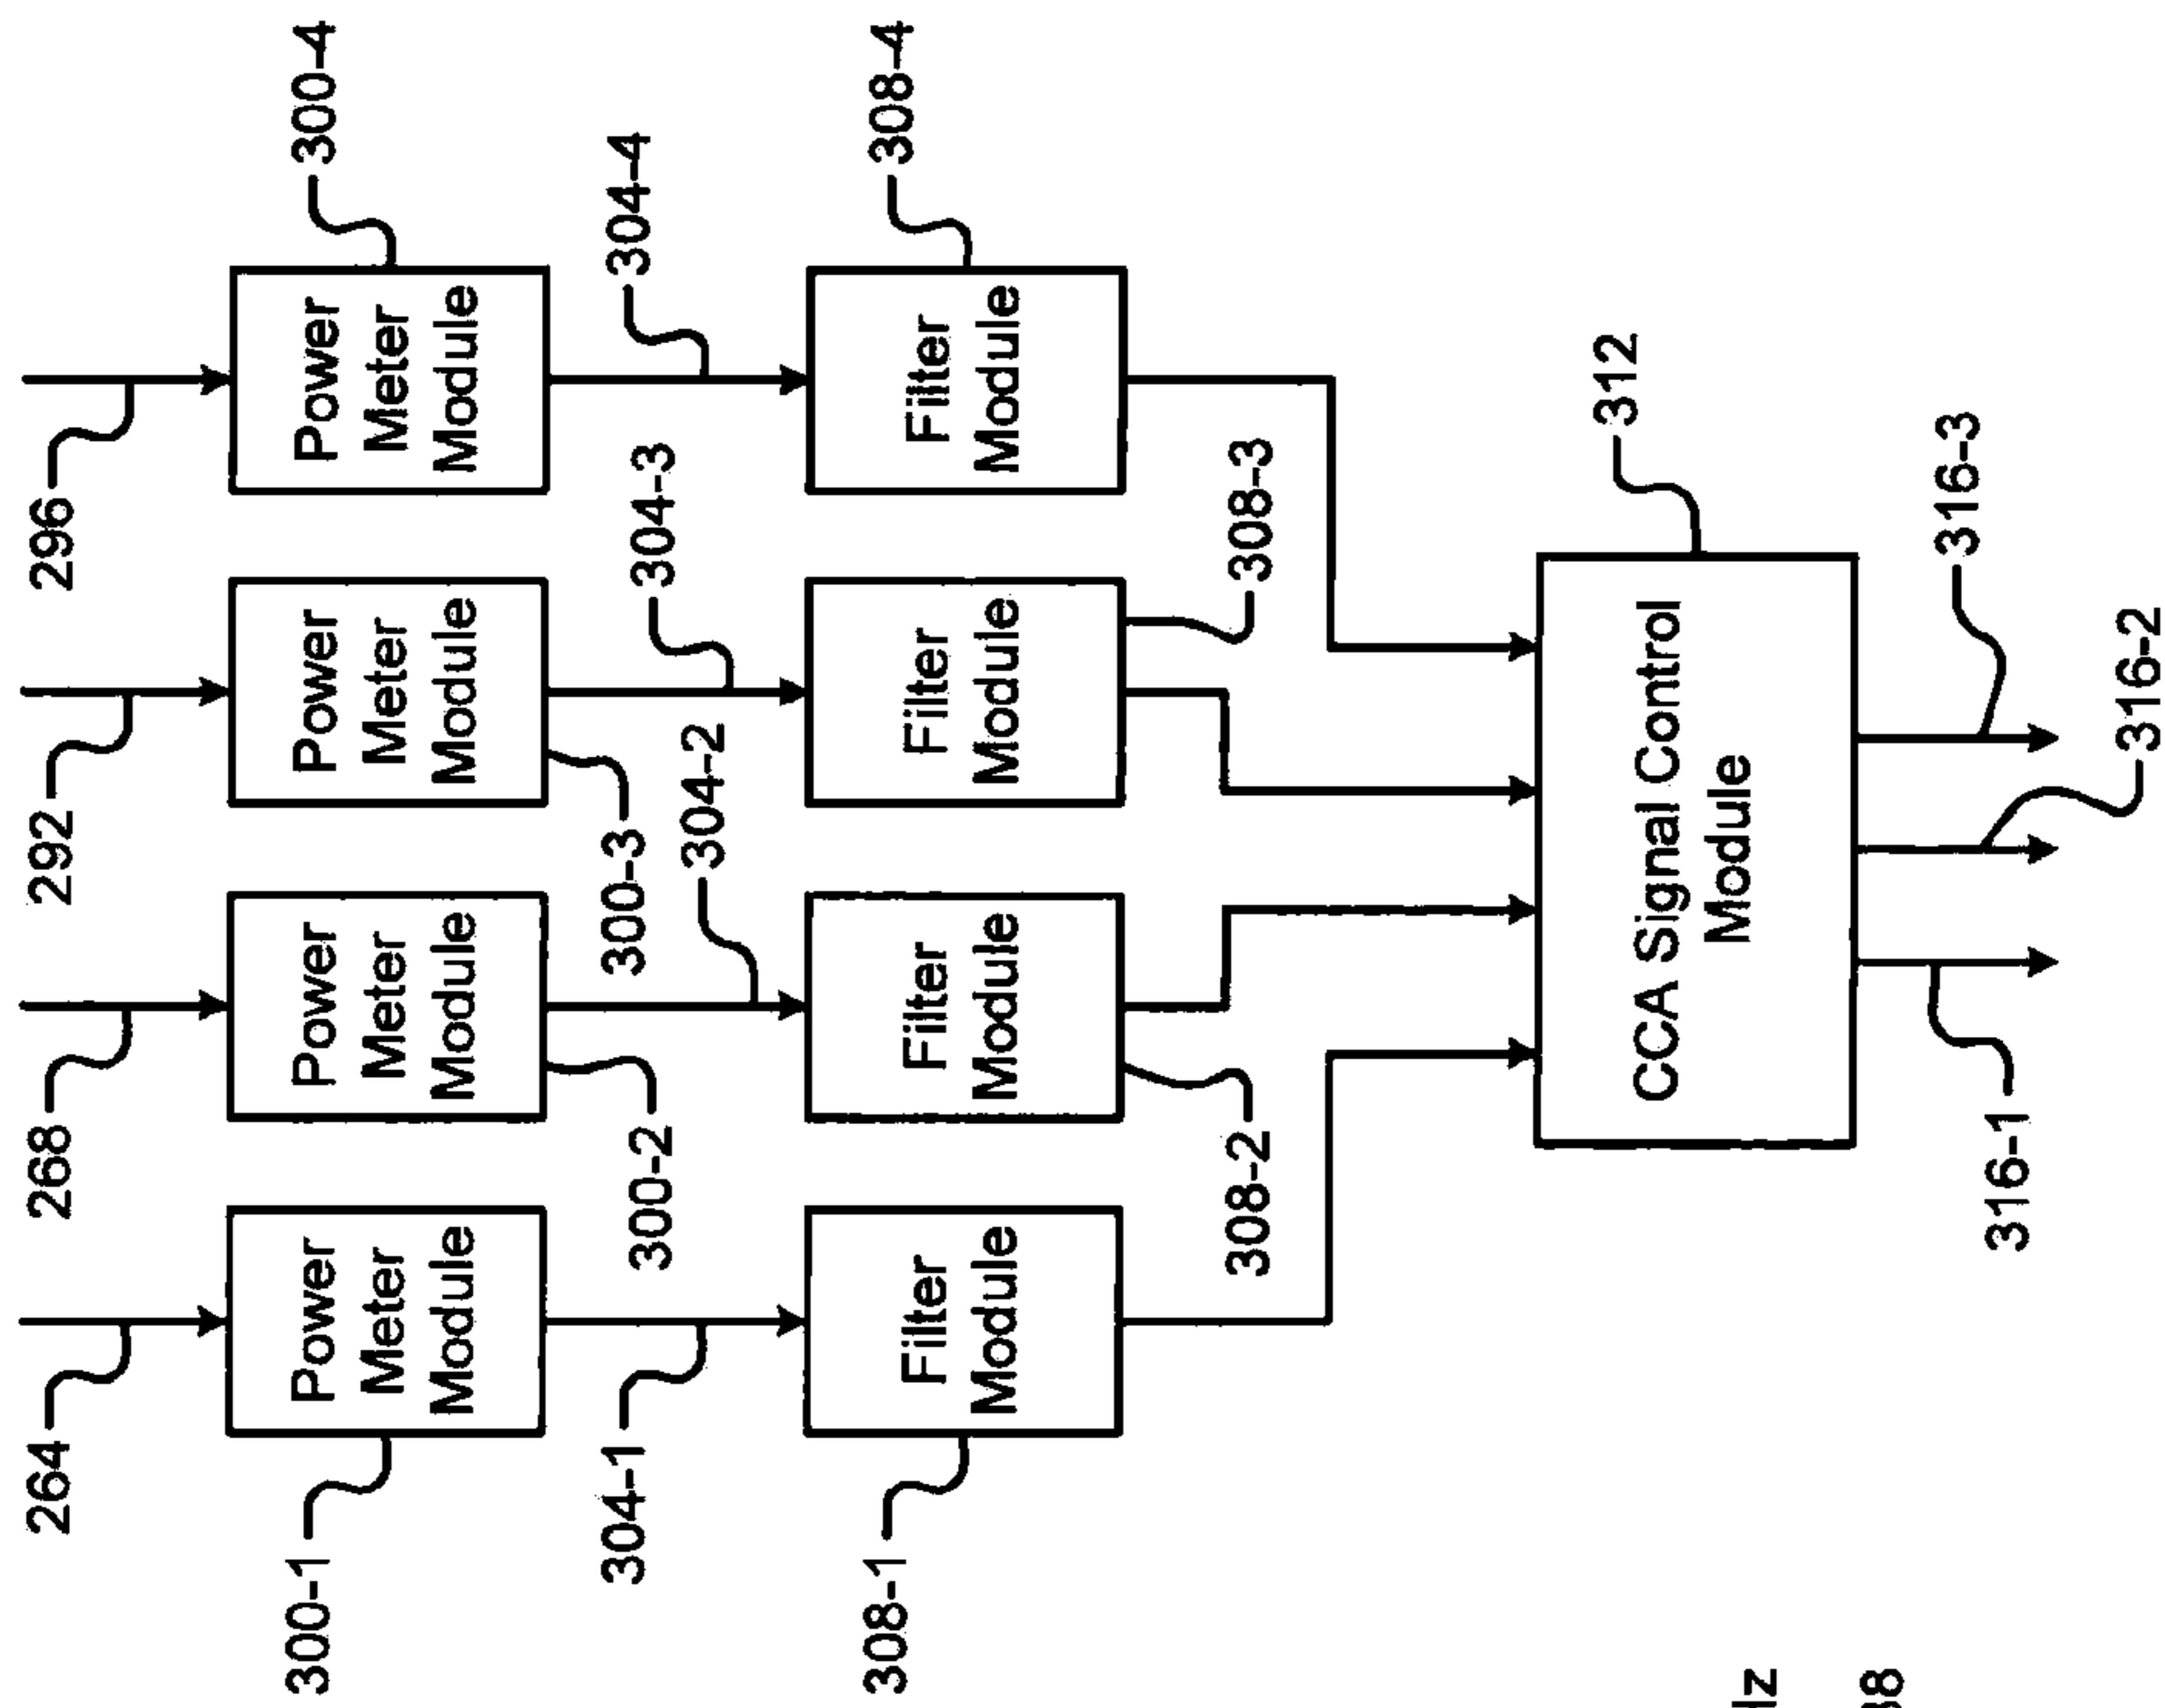 264
268
292
296
300-1
Power
Meter
Module
Power
Meter
Module
Power
Meter
Module
Power
Meter
Module
300-4
304-1
300-2
300-3
304-2
304-3
304-4
308-1
Filter
Module
Filter
Module
Filter
Module
Filter
Module
308-4
308-2
308-3
CCA Signal Control
Module
312
316-1
316-2
316-3